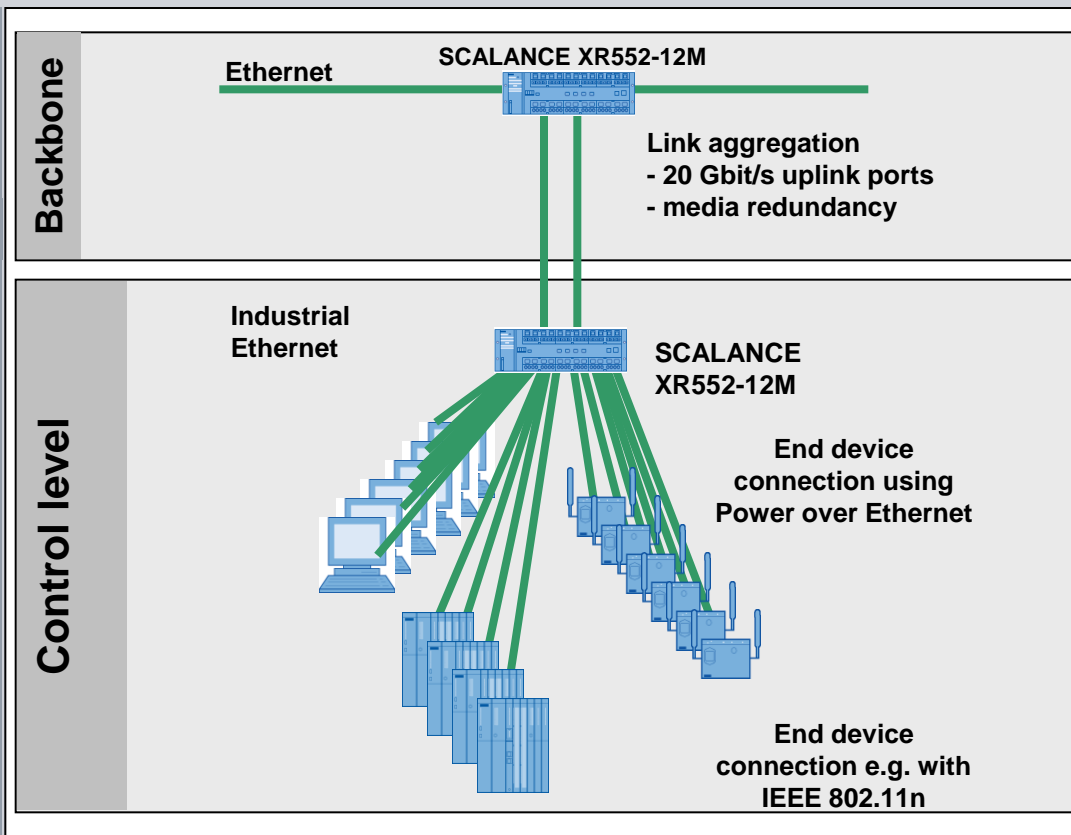 Backbone
SCALANCE XR552-12M
Ethernet
Link aggregation
- 20 Gbit/s uplink ports
- media redundancy
Control level
Industrial
Ethernet
SCALANCE
XR552-12M
End device
connection using
Power over Ethernet
End device
connection e.g. with
IEEE 802.11n